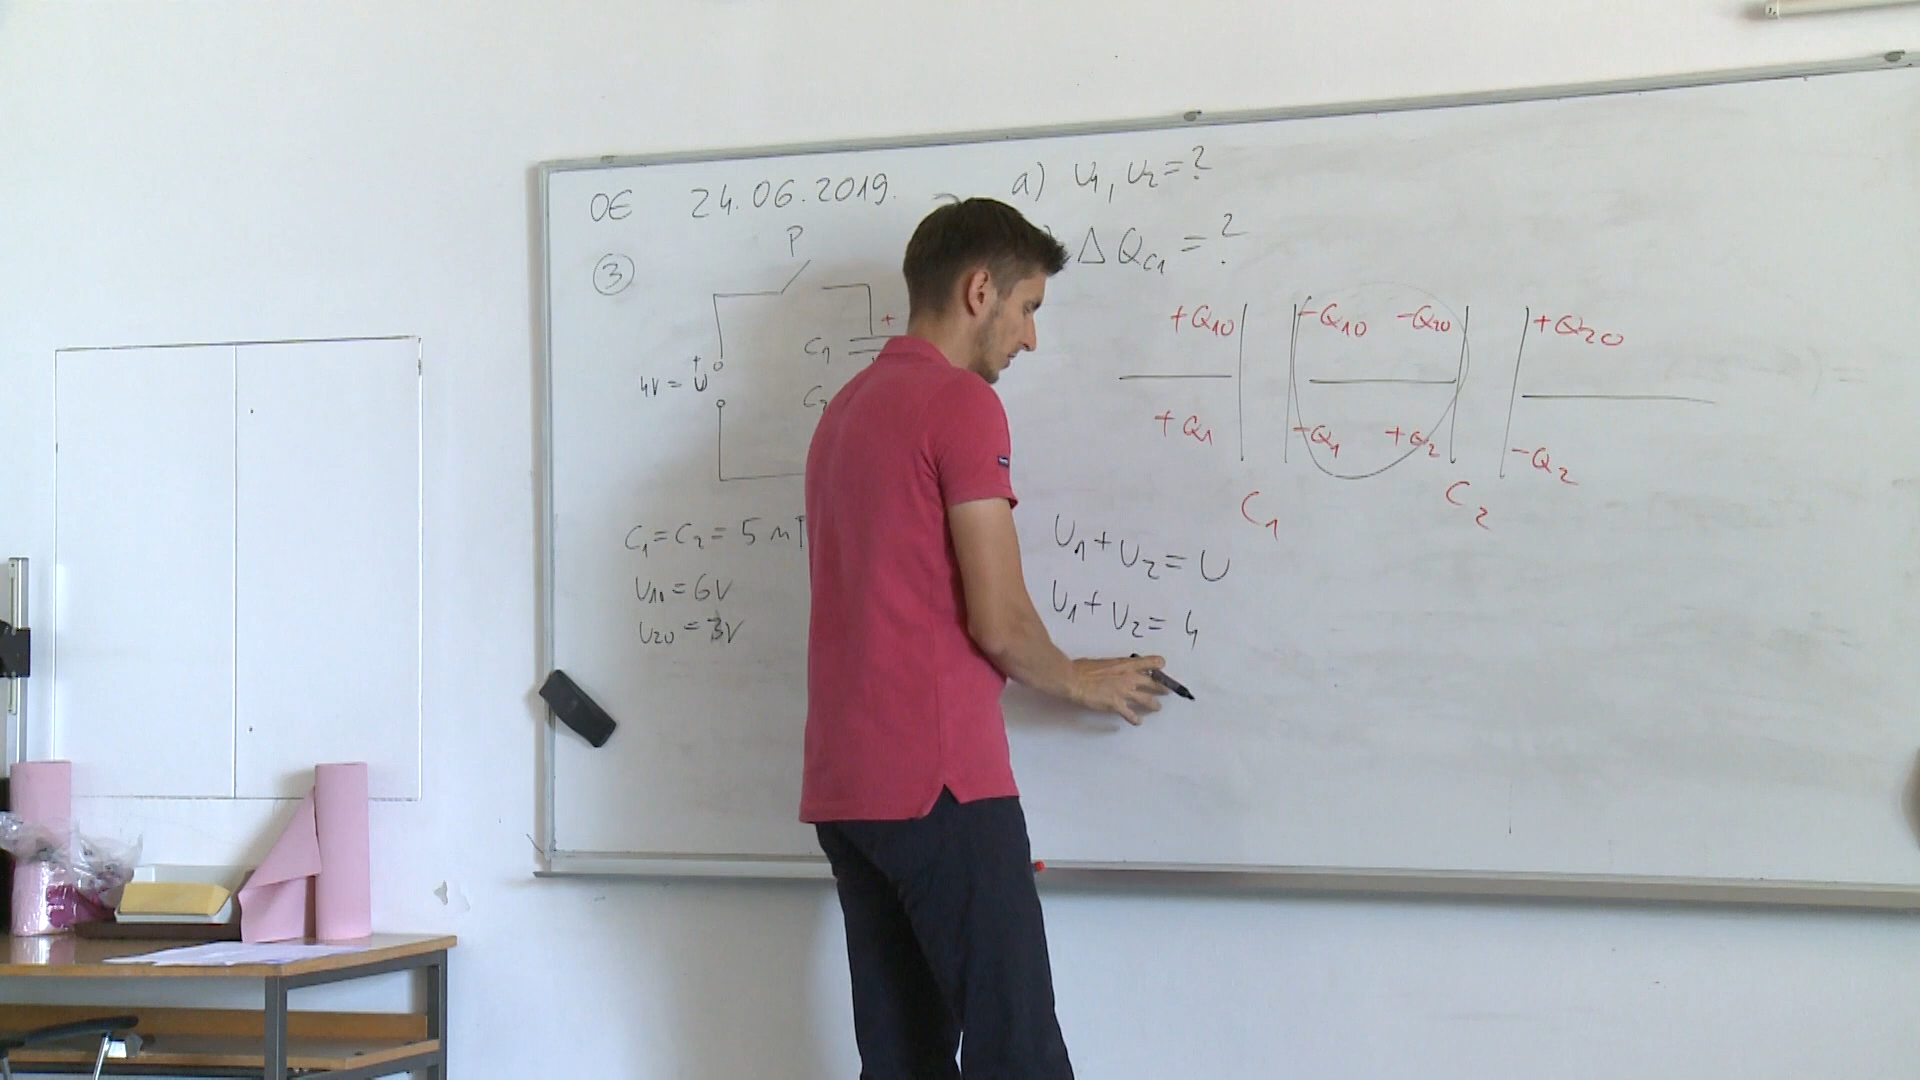 OE 24.06.2019.
a) U1, U2 = ?
ΔQC1 = ?
3
P
+
C1
+
4V = U
C1 = C2 = 5 n
U10 = 6V
U20 = 3V
+Q10 -Q10 -Q20 +Q20
+Q1 -Q1 +Q2 -Q2
C1 C2
U1 + U2 = U
U1 + U2 = 4